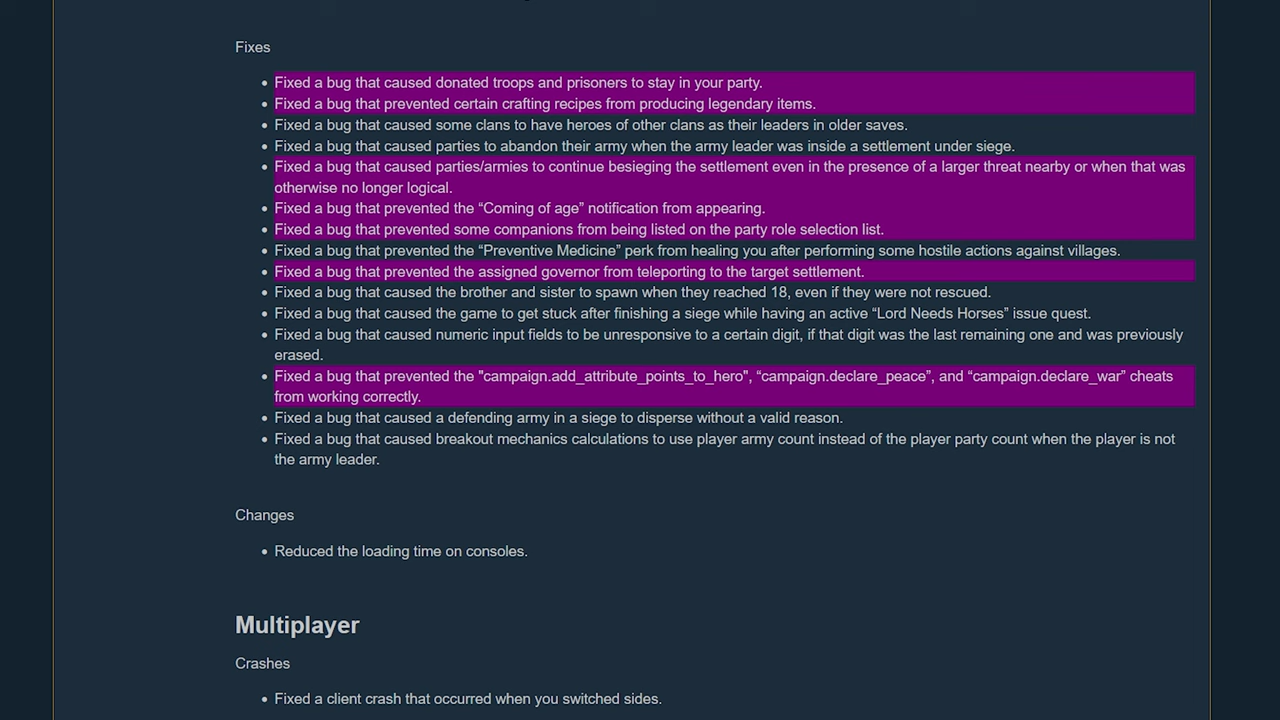 Fixes
• Fixed a bug that caused donated troops and prisoners to stay in your party.
• Fixed a bug that prevented certain crafting recipes from producing legendary items.
• Fixed a bug that caused some clans to have heroes of other clans as their leaders in older saves.
• Fixed a bug that caused parties to abandon their army when the army leader was inside a settlement under siege.
• Fixed a bug that caused parties/armies to continue besieging the settlement even in the presence of a larger threat nearby or when that was
otherwise no longer logical.
• Fixed a bug that prevented the “Coming of age” notification from appearing.
• Fixed a bug that prevented some companions from being listed on the party role selection list.
• Fixed a bug that prevented the “Preventive Medicine” perk from healing you after performing some hostile actions against villages.
• Fixed a bug that prevented the assigned governor from teleporting to the target settlement.
• Fixed a bug that caused the brother and sister to spawn when they reached 18, even if they were not rescued.
• Fixed a bug that caused the game to get stuck after finishing a siege while having an active “Lord Needs Horses” issue quest.
• Fixed a bug that caused numeric input fields to be unresponsive to a certain digit, if that digit was the last remaining one and was previously
erased.
• Fixed a bug that prevented the "campaign.add_attribute_points_to_hero", “campaign.declare_peace”, and “campaign.declare_war” cheats
from working correctly.
• Fixed a bug that caused a defending army in a siege to disperse without a valid reason.
• Fixed a bug that caused breakout mechanics calculations to use player army count instead of the player party count when the player is not
the army leader.
Changes
• Reduced the loading time on consoles.
Multiplayer
Crashes
• Fixed a client crash that occurred when you switched sides.